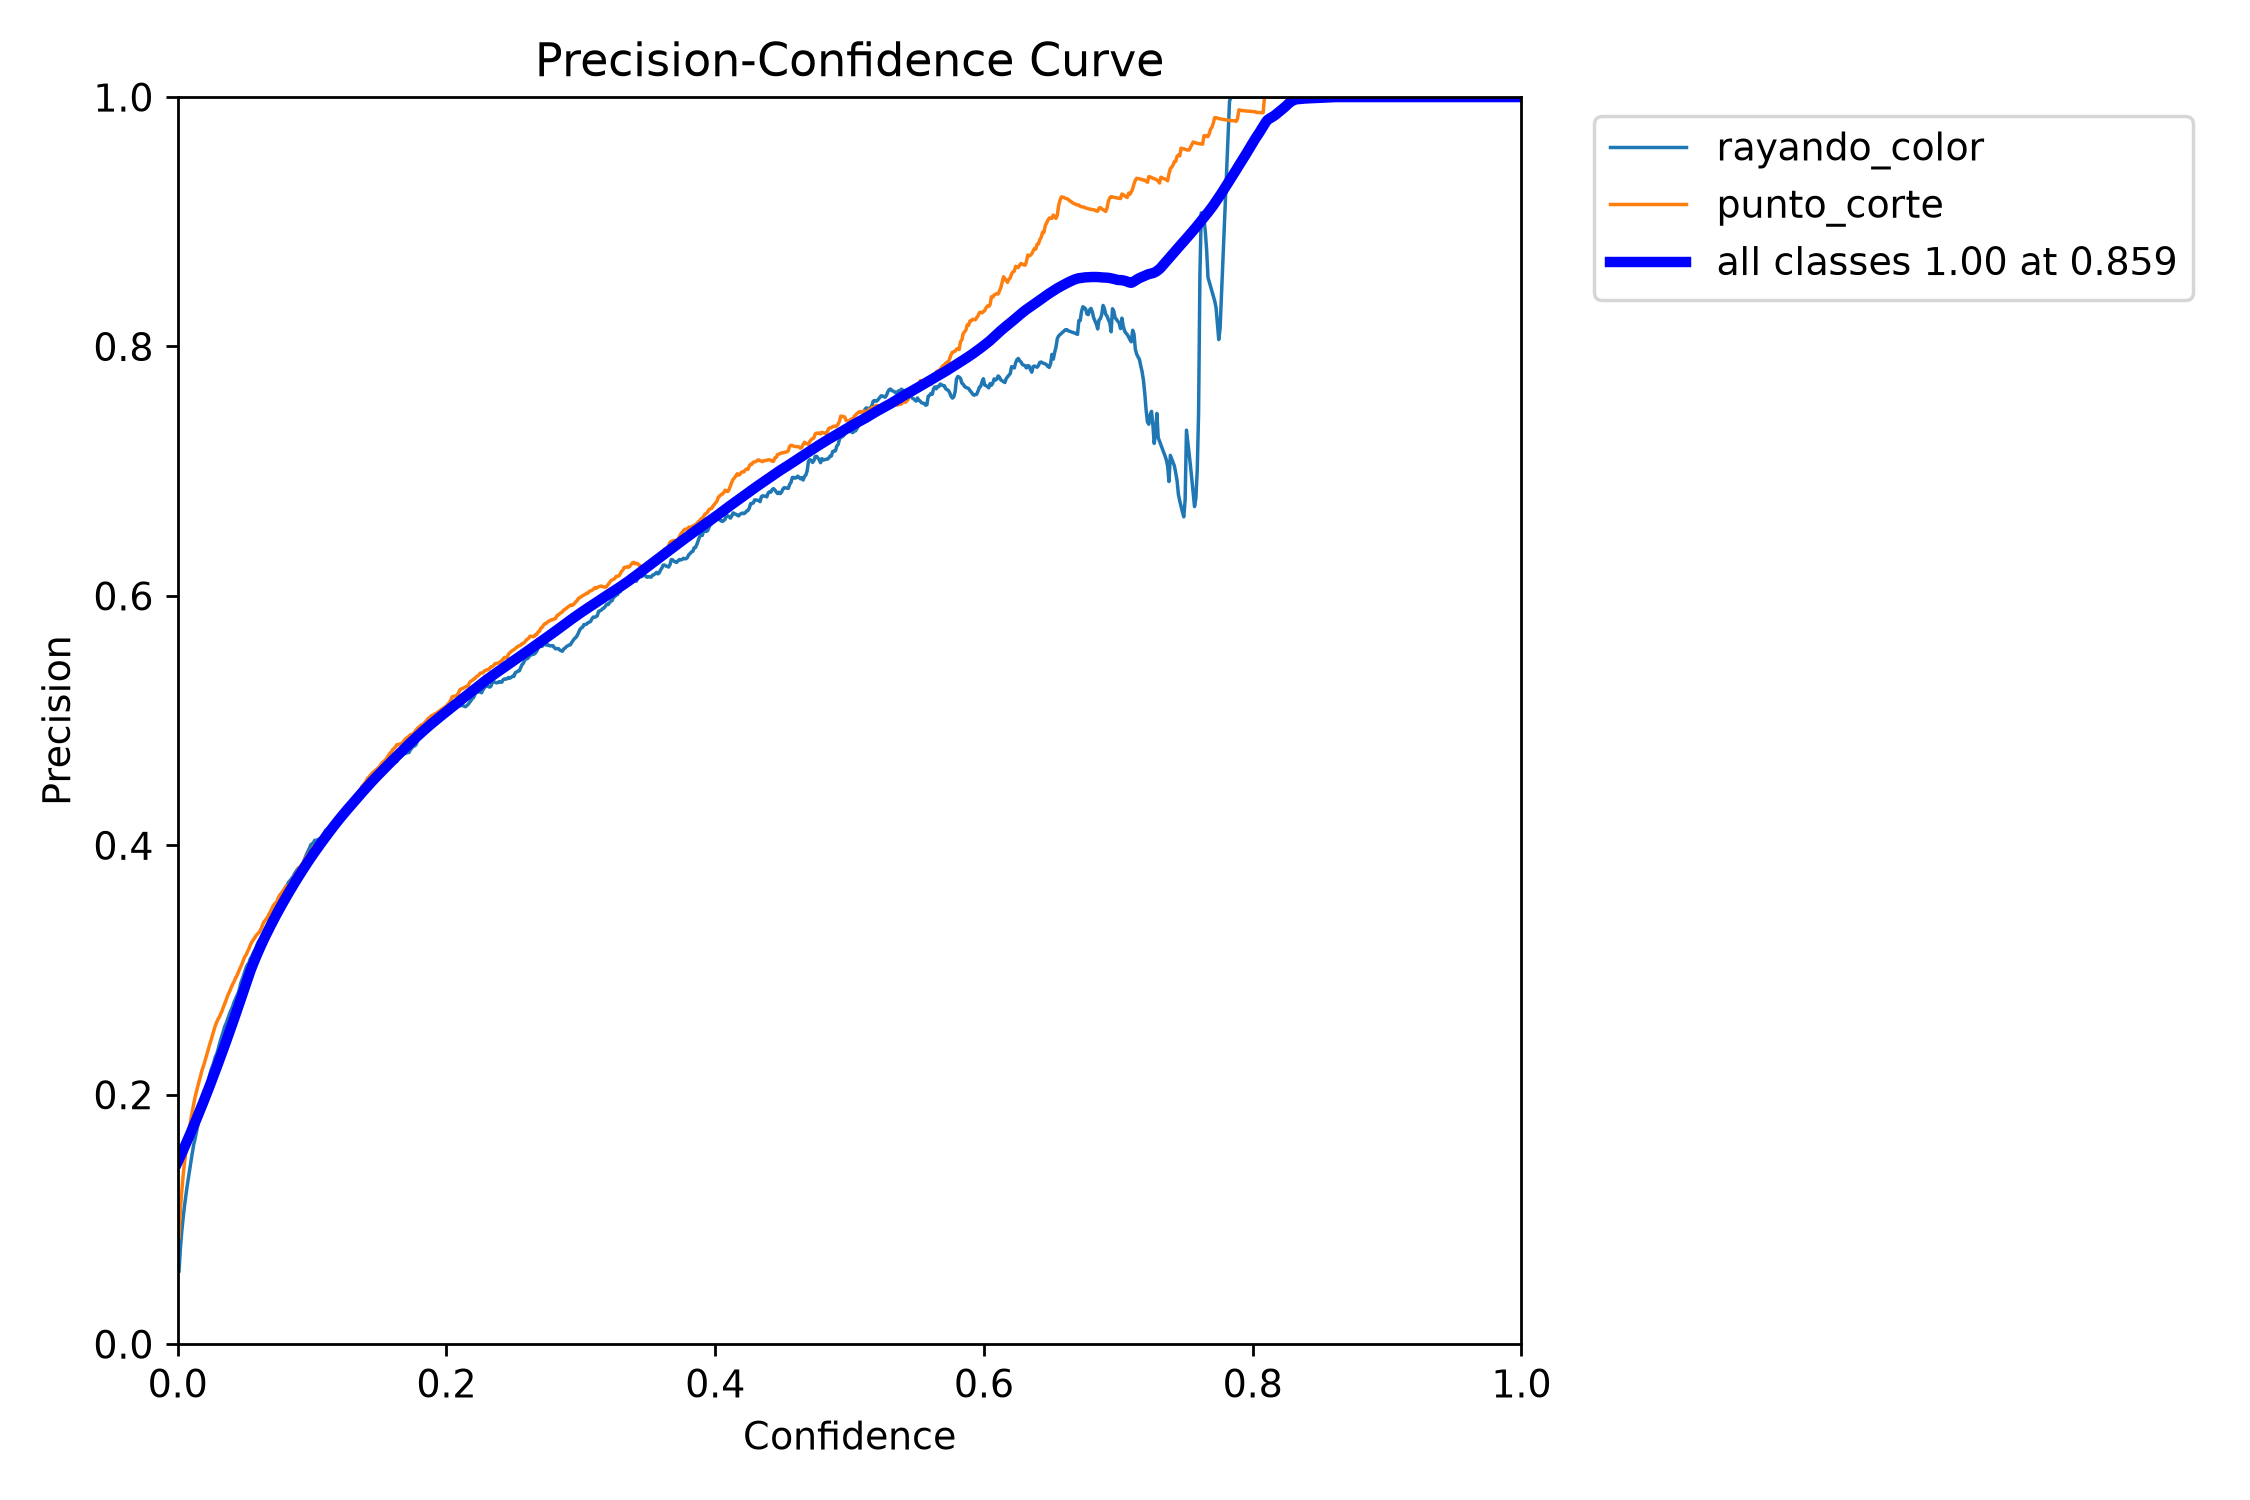 Precision-Confidence Curve
1.0
0.8
0.6
0.4
0.2
0.0
Precision
0.0 0.2 0.4 0.6 0.8 1.0
Confidence
rayando_color
punto_corte
all classes 1.00 at 0.859